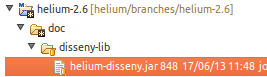 helium-2.6 [helium/branches/helium-2.6]
doc
disseny-lib
helium-disseny.jar 848 17/06/13 11:48 jo